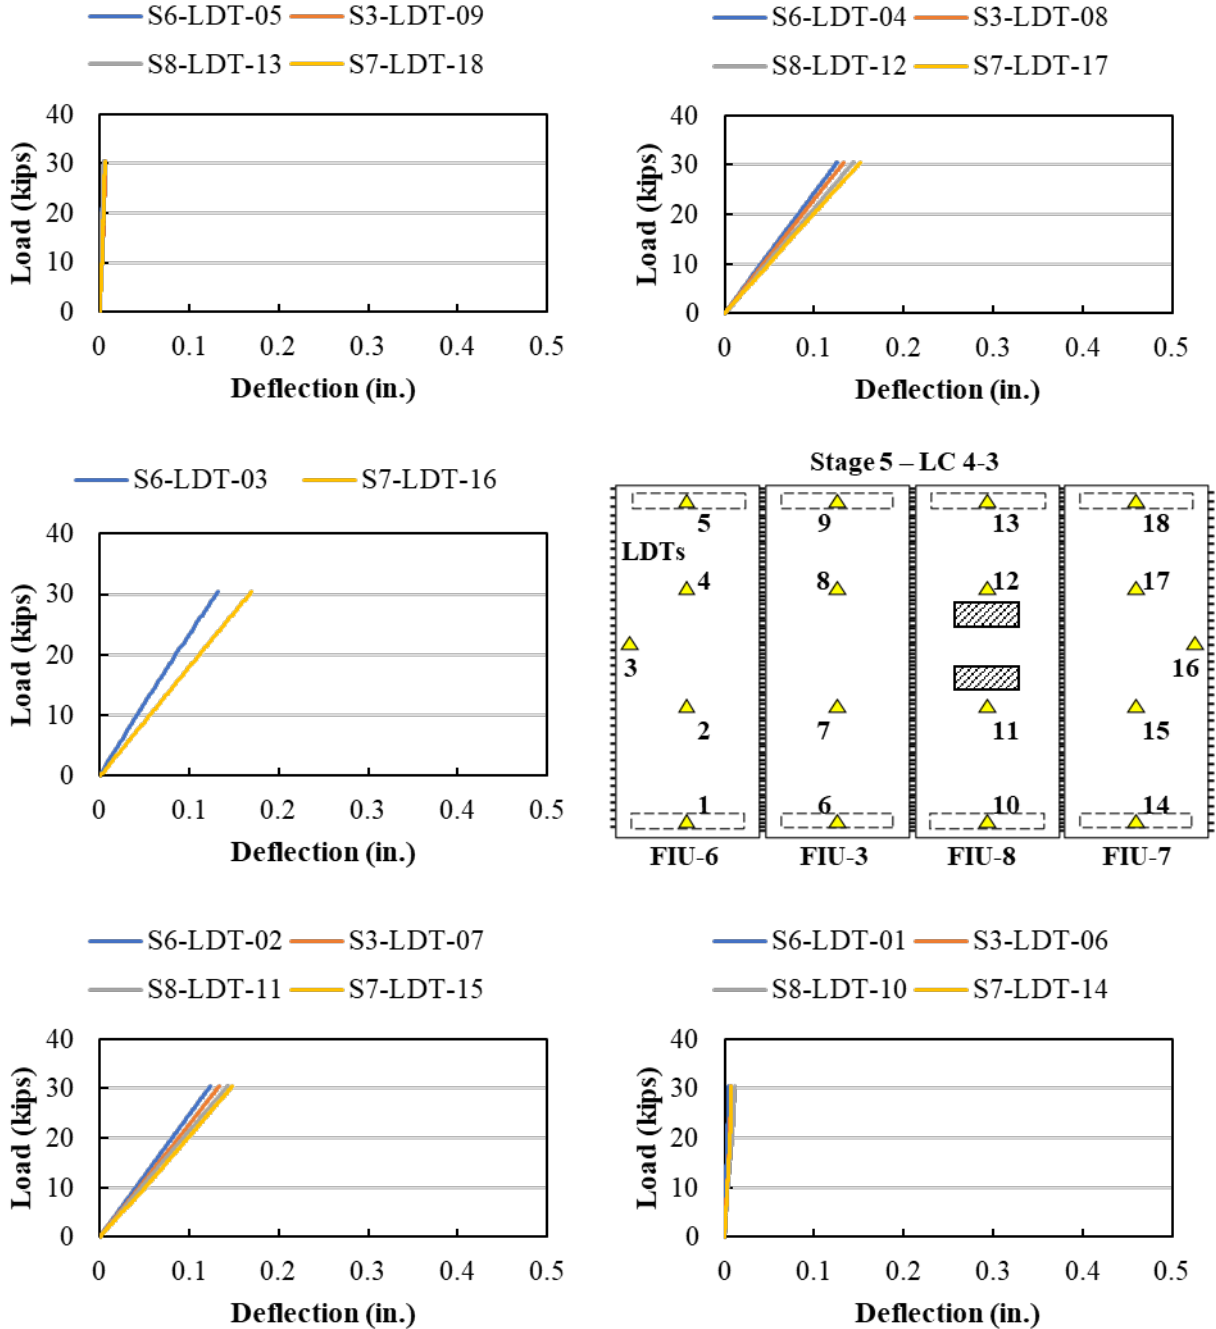 S6-LDT-05 S3-LDT-09
S8-LDT-13 S7-LDT-18
Load (kips)
40
30
20
10
0
0 0.1 0.2 0.3 0.4 0.5
Deflection (in.)
S6-LDT-04 S3-LDT-08
S8-LDT-12 S7-LDT-17
Load (kips)
40
30
20
10
0
0 0.1 0.2 0.3 0.4 0.5
Deflection (in.)
S6-LDT-03 S7-LDT-16
Load (kips)
40
30
20
10
0
0 0.1 0.2 0.3 0.4 0.5
Deflection (in.)
Stage 5 – LC 4-3
5 9 13 18
LDTs
4 8 12 17
3 16
2 7 11 15
1 6 10 14
FIU-6 FIU-3 FIU-8 FIU-7
S6-LDT-02 S3-LDT-07
S8-LDT-11 S7-LDT-15
Load (kips)
40
30
20
10
0
0 0.1 0.2 0.3 0.4 0.5
Deflection (in.)
S6-LDT-01 S3-LDT-06
S8-LDT-10 S7-LDT-14
Load (kips)
40
30
20
10
0
0 0.1 0.2 0.3 0.4 0.5
Deflection (in.)